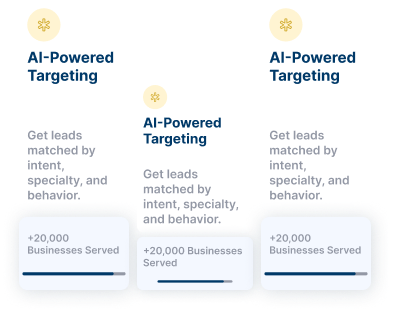 AI-Powered
Targeting
Get leads
matched by
intent,
specialty, and
behavior.
+20,000
Businesses Served
AI-Powered
Targeting
Get leads
matched by
intent, specialty,
and behavior.
+20,000 Businesses
Served
AI-Powered
Targeting
Get leads
matched by
intent,
specialty, and
behavior.
+20,000
Businesses Served